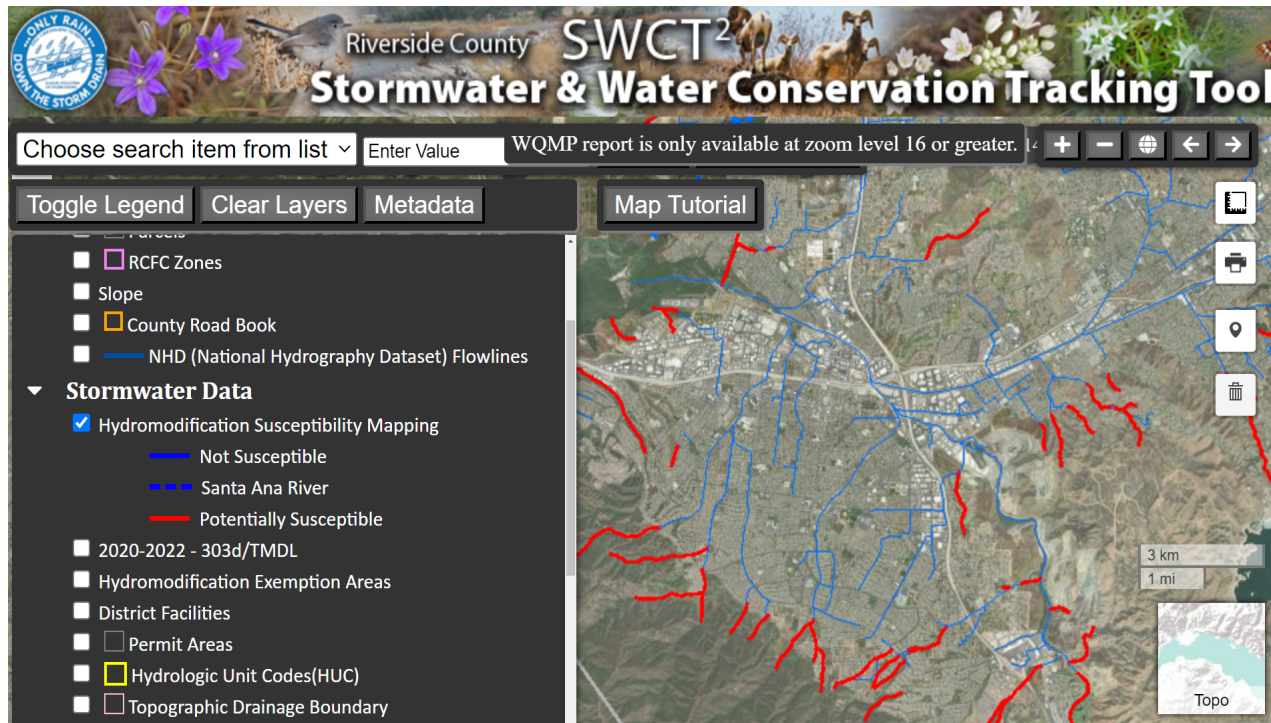 ONLY RAIN
DOWN THE STORM DRAIN
Riverside County SWCT²
Stormwater & Water Conservation Tracking Tool
Choose search item from list
Enter Value
WQMP report is only available at zoom level 16 or greater.
14
Toggle Legend
Clear Layers
Metadata
Map Tutorial
Parcels
RCFC Zones
Slope
County Road Book
NHD (National Hydrography Dataset) Flowlines
Stormwater Data
Hydromodification Susceptibility Mapping
Not Susceptible
Santa Ana River
Potentially Susceptible
2020-2022 - 303d/TMDL
Hydromodification Exemption Areas
District Facilities
Permit Areas
Hydrologic Unit Codes(HUC)
Topographic Drainage Boundary
3 km
1 mi
Topo